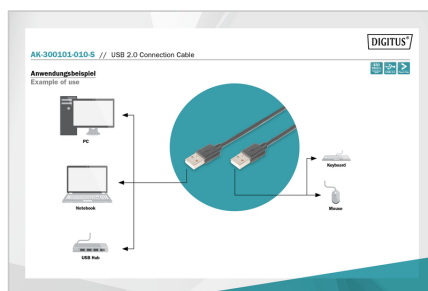 DIGITUS®
AK-300101-010-S // USB 2.0 Connection Cable
Anwendungsbeispiel
Example of use
PC
Keyboard
Notebook
Mouse
USB Hub